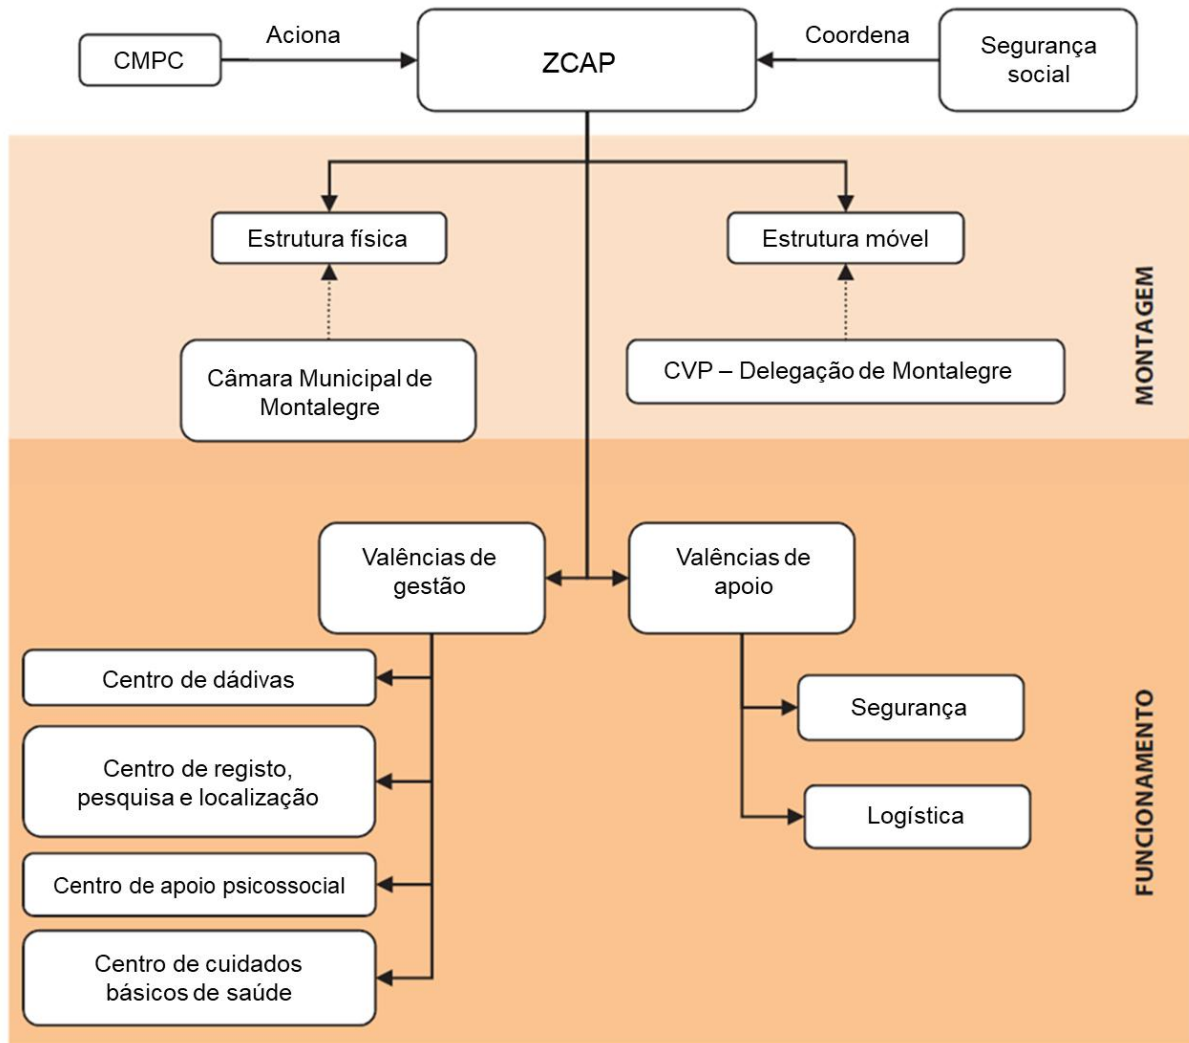 CMPC
Aciona
ZCAP
Coordena
Segurança
social
Estrutura física
Estrutura móvel
Câmara Municipal de
Montalegre
CVP – Delegação de Montalegre
MONTAGEM
Valências de
gestão
Valências de
apoio
Centro de dádivas
Centro de registo,
pesquisa e localização
Centro de apoio psicossocial
Centro de cuidados
básicos de saúde
Segurança
Logística
FUNCIONAMENTO